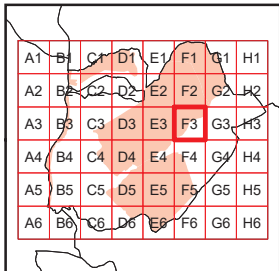 A1 B1 C1 D1 E1 F1 G1 H1
A2 B2 C2 D2 E2 F2 G2 H2
A3 B3 C3 D3 E3 F3 G3 H3
A4 B4 C4 D4 E4 F4 G4 H4
A5 B5 C5 D5 E5 F5 G5 H5
A6 B6 C6 D6 E6 F6 G6 H6